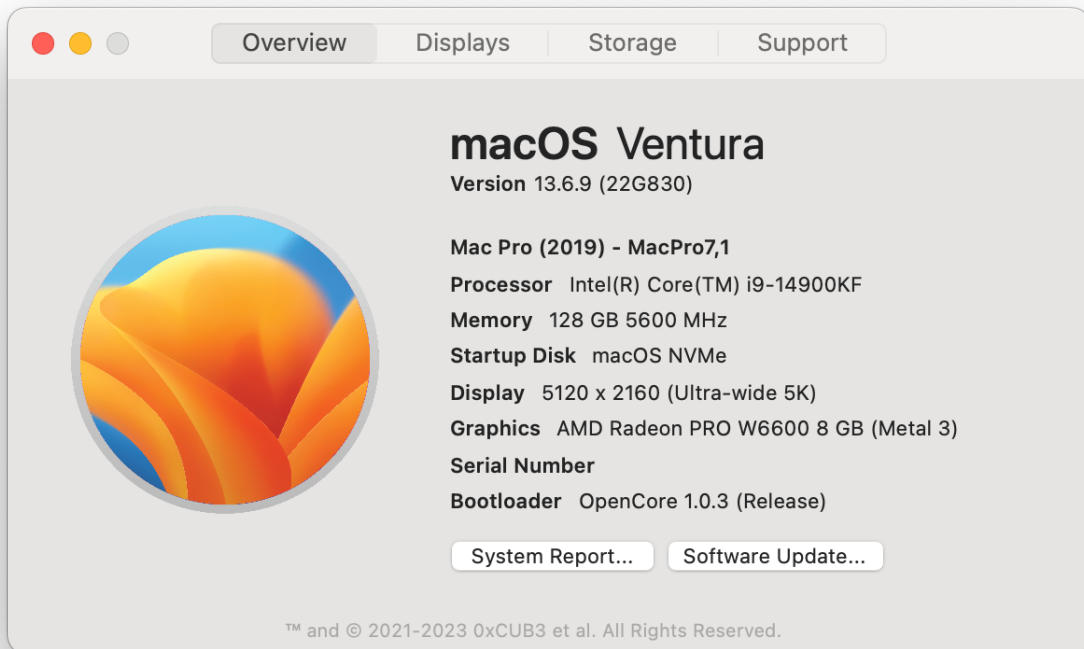 Overview Displays Storage Support
macOS Ventura
Version 13.6.9 (22G830)
Mac Pro (2019) - MacPro7,1
Processor Intel(R) Core(TM) i9-14900KF
Memory 128 GB 5600 MHz
Startup Disk macOS NVMe
Display 5120 x 2160 (Ultra-wide 5K)
Graphics AMD Radeon PRO W6600 8 GB (Metal 3)
Serial Number
Bootloader OpenCore 1.0.3 (Release)
System Report... Software Update...
™ and © 2021-2023 0xCUB3 et al. All Rights Reserved.